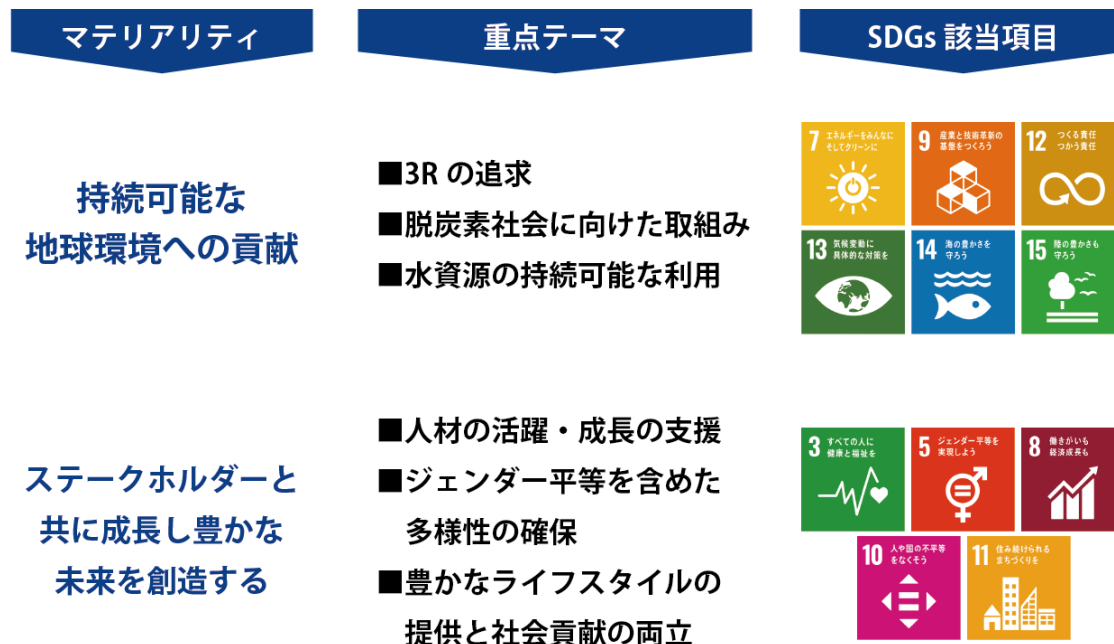 マテリアリティ
重点テーマ
SDGs 該当項目
持続可能な
地球環境への貢献
■3R の追求
■脱炭素社会に向けた取組み
■水資源の持続可能な利用
7 エネルギーをみんなに
そしてクリーンに
9 産業と技術革新の
基盤をつくろう
12 つくる責任
つかう責任
13 気候変動に
具体的な対策を
14 海の豊かさを
守ろう
15 陸の豊かさも
守ろう
ステークホルダーと
共に成長し豊かな
未来を創造する
■人材の活躍・成長の支援
■ジェンダー平等を含めた
多様性の確保
■豊かなライフスタイルの
提供と社会貢献の両立
3 すべての人に
健康と福祉を
5 ジェンダー平等を
実現しよう
8 働きがいも
経済成長も
10 人や国の不平等
をなくそう
11 住み続けられる
まちづくりを